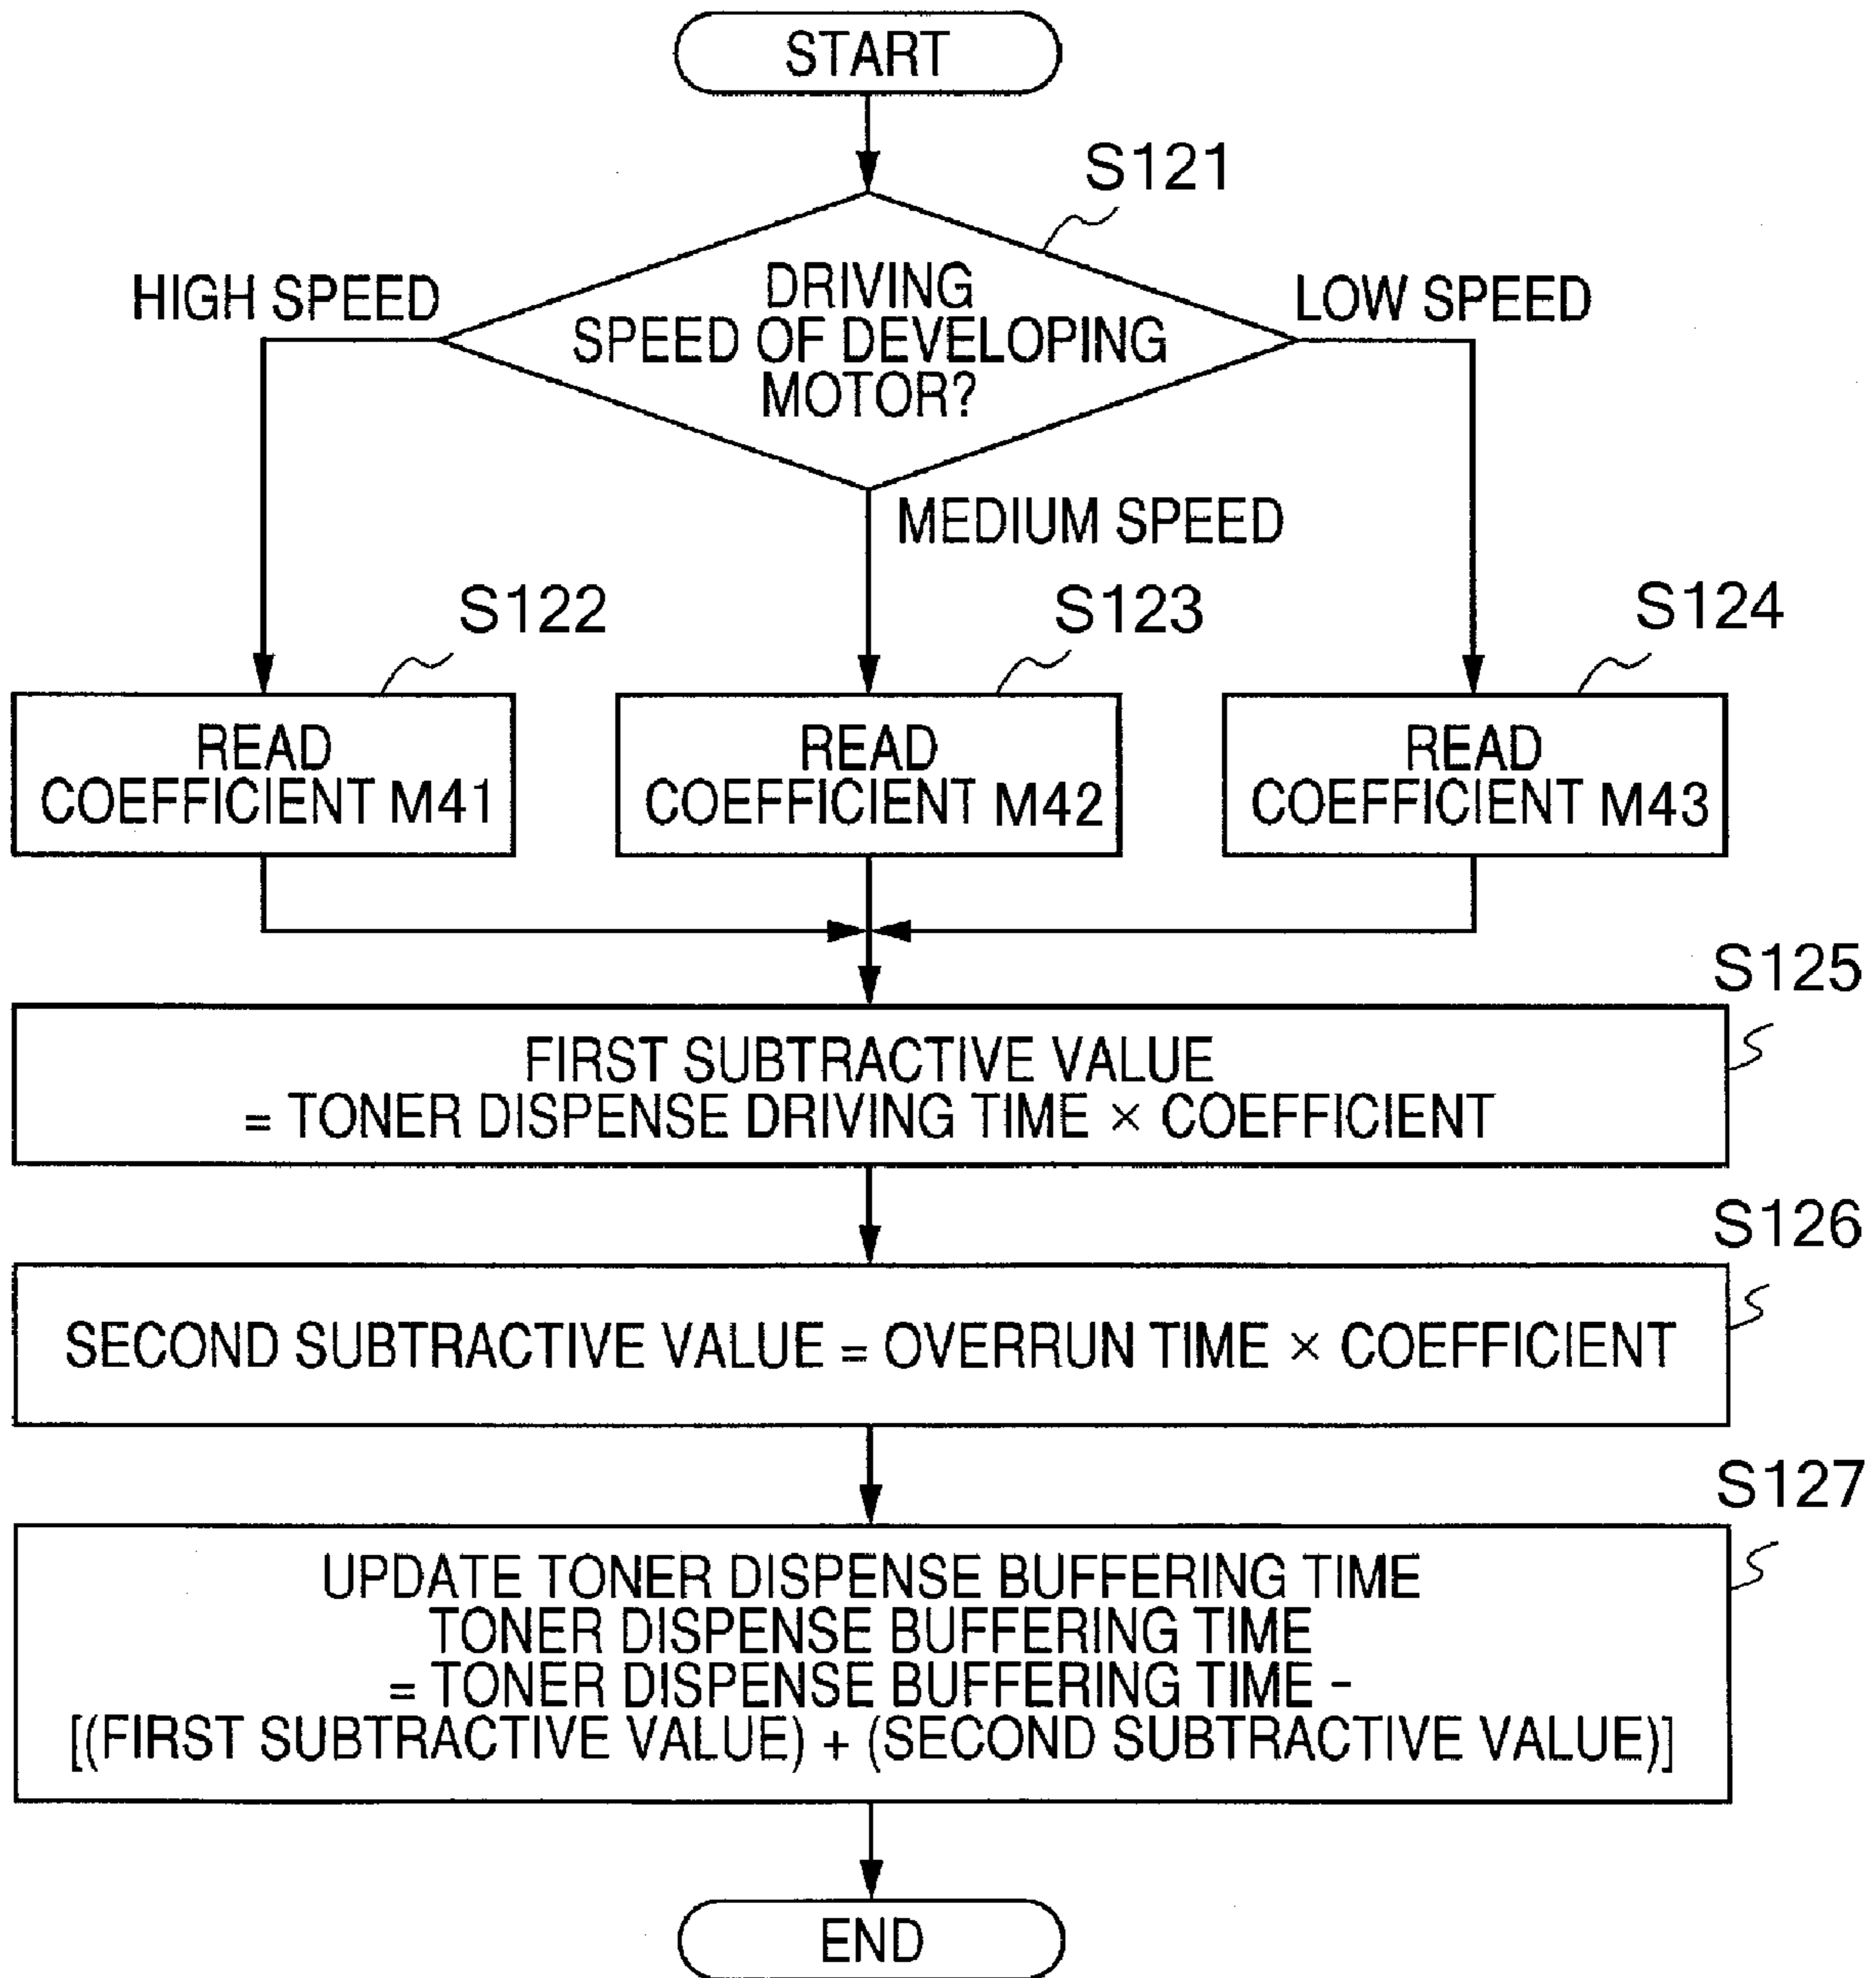 START
S121
HIGH SPEED
DRIVING
SPEED OF DEVELOPING
MOTOR?
LOW SPEED
MEDIUM SPEED
S122
S123
S124
READ
COEFFICIENT M41
READ
COEFFICIENT M42
READ
COEFFICIENT M43
S125
FIRST SUBTRACTIVE VALUE
= TONER DISPENSE DRIVING TIME × COEFFICIENT
S126
SECOND SUBTRACTIVE VALUE = OVERRUN TIME × COEFFICIENT
S127
UPDATE TONER DISPENSE BUFFERING TIME
TONER DISPENSE BUFFERING TIME
= TONER DISPENSE BUFFERING TIME -
[(FIRST SUBTRACTIVE VALUE) + (SECOND SUBTRACTIVE VALUE)]
END